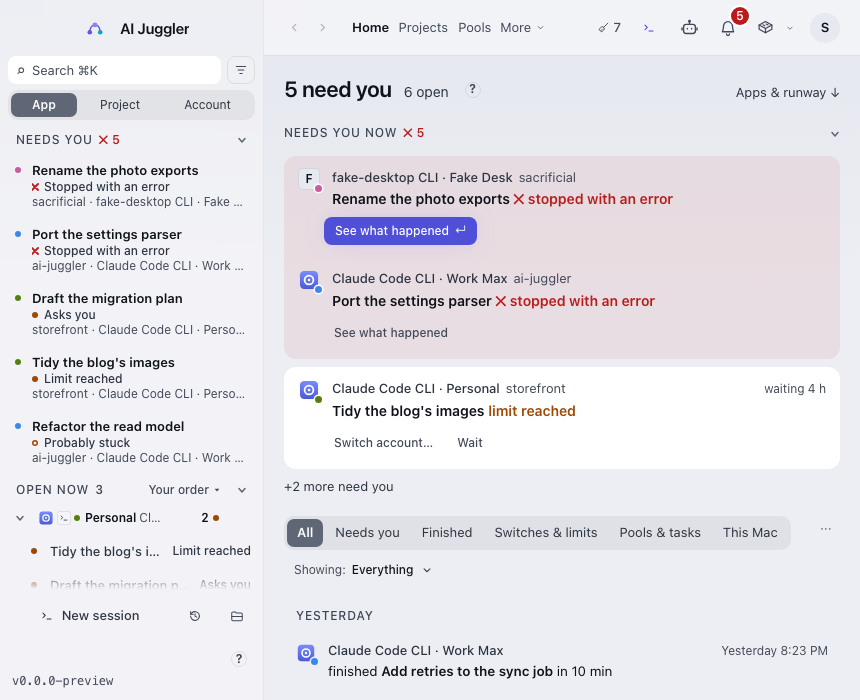 AI Juggler
Search ⌘K
App Project Account
NEEDS YOU ✕ 5
Rename the photo exports
✕ Stopped with an error
sacrificial · fake-desktop CLI · Fake ...
Port the settings parser
✕ Stopped with an error
ai-juggler · Claude Code CLI · Work ...
Draft the migration plan
Asks you
storefront · Claude Code CLI · Perso...
Tidy the blog's images
Limit reached
storefront · Claude Code CLI · Perso...
Refactor the read model
Probably stuck
ai-juggler · Claude Code CLI · Work ...
OPEN NOW 3 Your order
Personal Cl... 2
Tidy the blog's i... Limit reached
Draft the migration p... Asks you
New session
?
v0.0.0-preview
Home Projects Pools More 7 5 S
5 need you 6 open ? Apps & runway ↓
NEEDS YOU NOW ✕ 5
F fake-desktop CLI · Fake Desk sacrificial
Rename the photo exports ✕ stopped with an error
See what happened ↵
Claude Code CLI · Work Max ai-juggler
Port the settings parser ✕ stopped with an error
See what happened
Claude Code CLI · Personal storefront waiting 4 h
Tidy the blog's images limit reached
Switch account... Wait
+2 more need you
All Needs you Finished Switches & limits Pools & tasks This Mac ...
Showing: Everything
YESTERDAY
Claude Code CLI · Work Max Yesterday 8:23 PM
finished Add retries to the sync job in 10 min